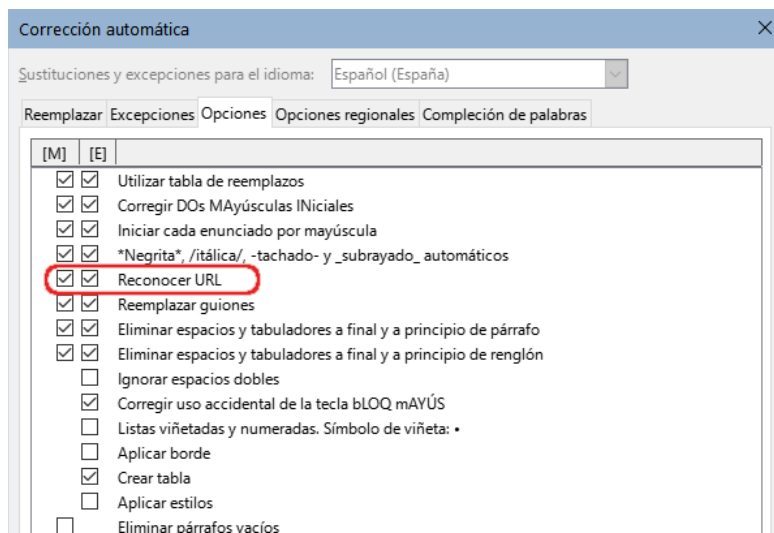 Corrección automática
Sustituciones y excepciones para el idioma: Español (España)
Reemplazar Excepciones Opciones Opciones regionales Compleción de palabras
[M] [E]
Utilizar tabla de reemplazos
Corregir DOs MAyúsculas INiciales
Iniciar cada enunciado por mayúscula
*Negrita*, /itálica/, -tachado- y _subrayado_ automáticos
Reconocer URL
Reemplazar guiones
Eliminar espacios y tabuladores a final y a principio de párrafo
Eliminar espacios y tabuladores a final y a principio de renglón
Ignorar espacios dobles
Corregir uso accidental de la tecla bLOQ mAYÚS
Listas viñetadas y numeradas. Símbolo de viñeta: •
Aplicar borde
Crear tabla
Aplicar estilos
Eliminar párrafos vacíos